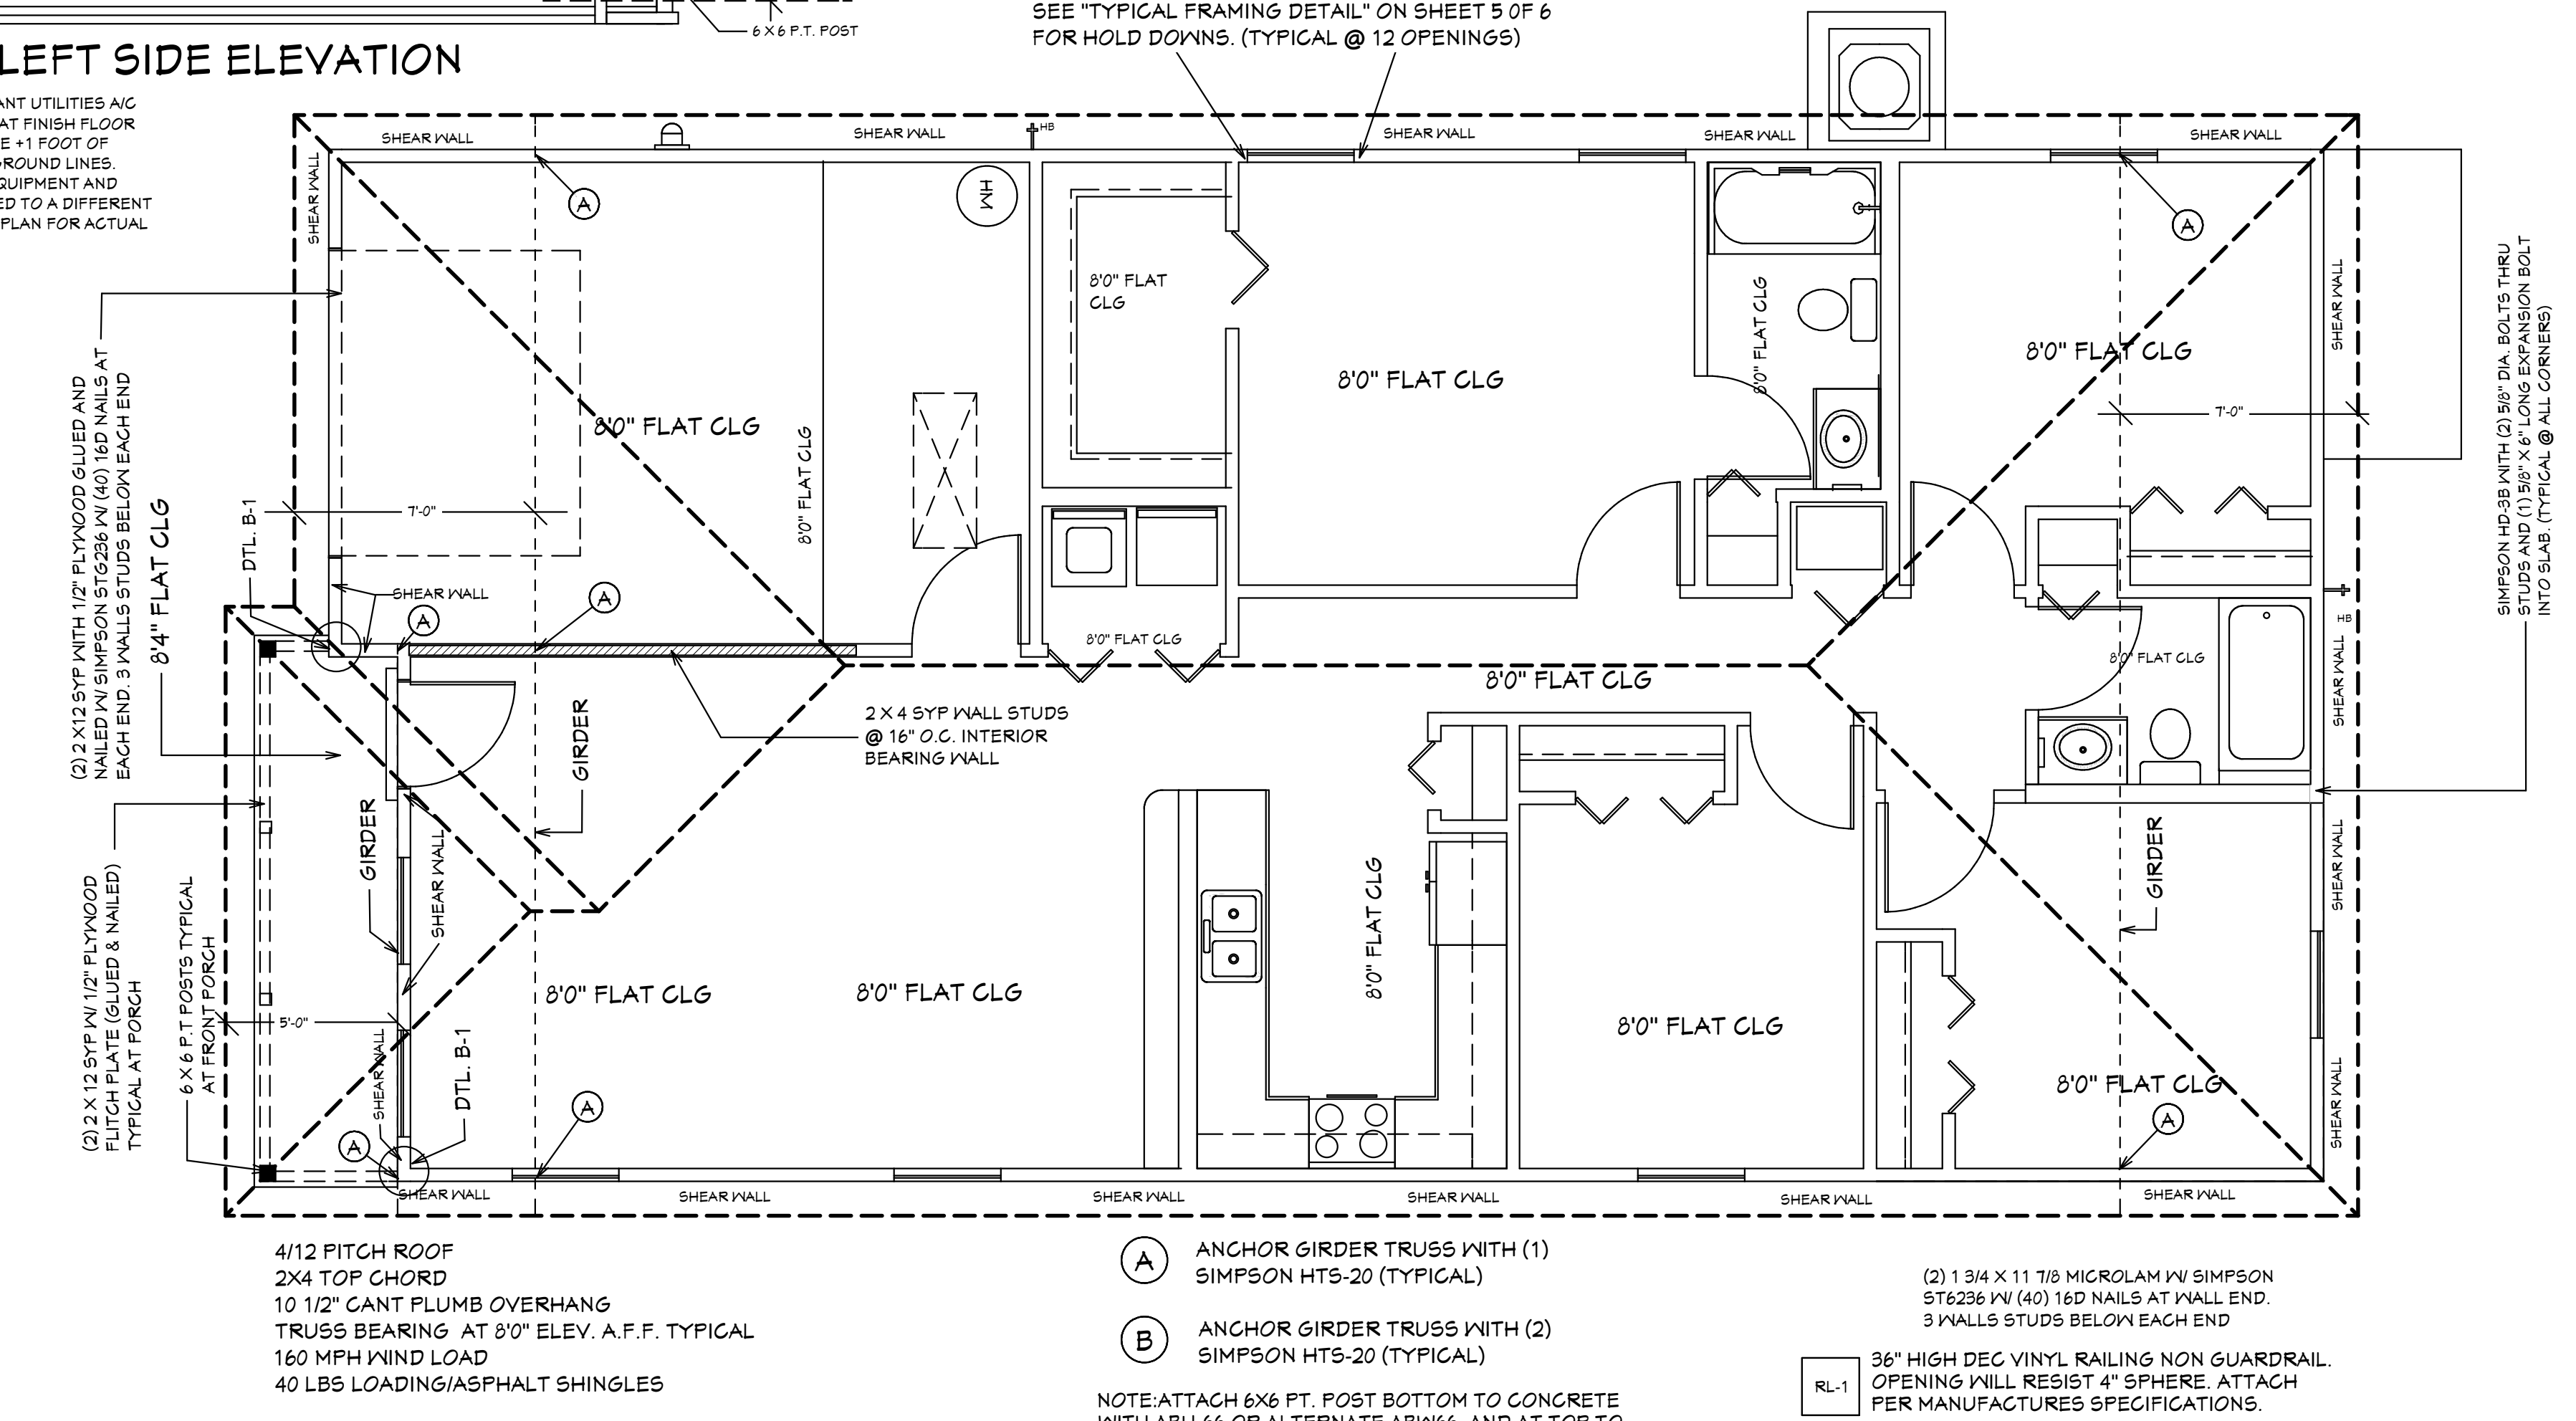 6 X 6 P.T. POST
SEE "TYPICAL FRAMING DETAIL" ON SHEET 5 OF 6
FOR HOLD DOWNS. (TYPICAL @ 12 OPENINGS)
LEFT SIDE ELEVATION
ANT UTILITIES A/C
AT FINISH FLOOR
E +1 FOOT OF
GROUND LINES.
QUIPMENT AND
ED TO A DIFFERENT
PLAN FOR ACTUAL
SHEAR WALL
SHEAR WALL
HB
SHEAR WALL
SHEAR WALL
SHEAR WALL
SHEAR WALL
A
HM
A
8'0" FLAT
CLG
8'0" FLAT CLG
8'0" FLAT CLG
8'0" FLAT CLG
SHEAR WALL
7'-0"
8'0" FLAT CLG
8'0" FLAT CLG
(2) 2 X12 SYP WITH 1/2" PLYWOOD GLUED AND
NAILED W/ SIMPSON STG236 W/ (40) 16D NAILS AT
EACH END. 3 WALLS STUDS BELOW EACH END
8'4" FLAT CLG
DTL. B-1
7'-0"
SHEAR WALL
A
A
SIMPSON HD-3B WITH (2) 5/8" DIA. BOLTS THRU
STUDS AND (1) 5/8" X 6" LONG EXPANSION BOLT
INTO SLAB. (TYPICAL @ ALL CORNERS)
HB
8'0" FLAT CLG
8'0" FLAT CLG
8'0" FLAT CLG
SHEAR WALL
GIRDER
2 X 4 SYP WALL STUDS
@ 16" O.C. INTERIOR
BEARING WALL
GIRDER
SHEAR WALL
8'0" FLAT CLG
GIRDER
SHEAR WALL
(2) 2 X 12 SYP W/ 1/2" PLYWOOD
FLITCH PLATE (GLUED & NAILED)
TYPICAL AT PORCH
6 X 6 P.T POSTS TYPICAL
AT FRONT PORCH
5'-0"
8'0" FLAT CLG
8'0" FLAT CLG
8'0" FLAT CLG
8'0" FLAT CLG
SHEAR WALL
DTL. B-1
A
A
A
SHEAR WALL
SHEAR WALL
SHEAR WALL
SHEAR WALL
SHEAR WALL
SHEAR WALL
SHEAR WALL
SHEAR WALL
4/12 PITCH ROOF
2X4 TOP CHORD
10 1/2" CANT PLUMB OVERHANG
TRUSS BEARING AT 8'0" ELEV. A.F.F. TYPICAL
160 MPH WIND LOAD
40 LBS LOADING/ASPHALT SHINGLES
A
ANCHOR GIRDER TRUSS WITH (1)
SIMPSON HTS-20 (TYPICAL)
B
ANCHOR GIRDER TRUSS WITH (2)
SIMPSON HTS-20 (TYPICAL)
NOTE:ATTACH 6X6 PT. POST BOTTOM TO CONCRETE
(2) 1 3/4 X 11 7/8 MICROLAM W/ SIMPSON
ST6236 W/ (40) 16D NAILS AT WALL END.
3 WALLS STUDS BELOW EACH END
RL-1
36" HIGH DEC VINYL RAILING NON GUARDRAIL.
OPENING WILL RESIST 4" SPHERE. ATTACH
PER MANUFACTURES SPECIFICATIONS.